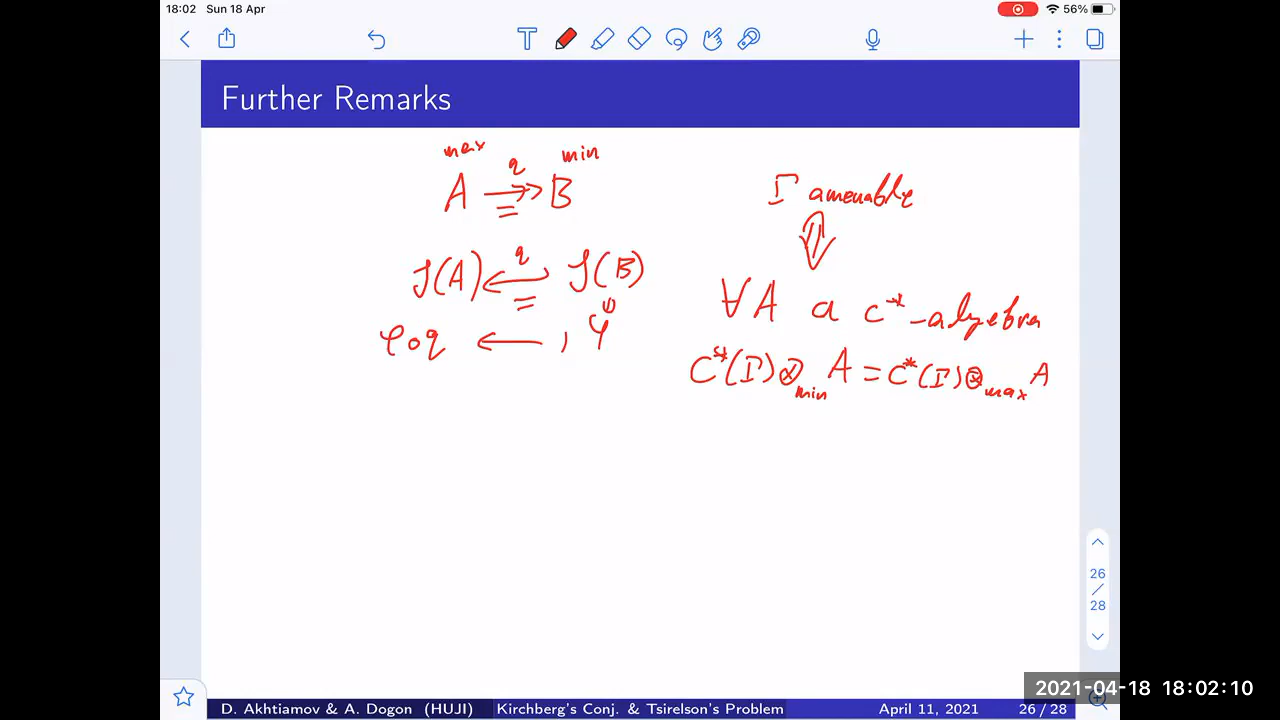 18:02 Sun 18 Apr
56%
Further Remarks
max q min
A ↠ B
=
Γ amenable
⇕
S(A) ← S(B)
q
=
φ∘q ← φ
∀A a C*-algebra
C*(Γ)⊗min A = C*(Γ)⊗max A
26
/
28
2021-04-18 18:02:10
D. Akhtiamov & A. Dogon (HUJI) Kirchberg's Conj. & Tsirelson's Problem April 11, 2021 26 / 28